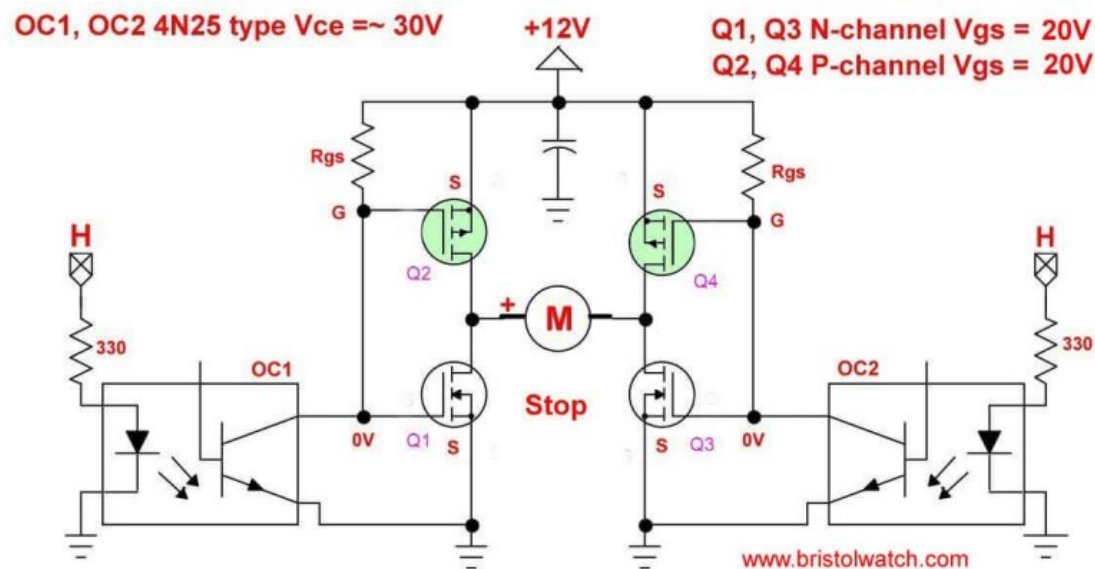 OC1, OC2 4N25 type Vce =~ 30V
+12V
Q1, Q3 N-channel Vgs = 20V
Q2, Q4 P-channel Vgs = 20V
Rgs
S
S
Rgs
G
G
H
H
Q2
Q4
+
M
330
330
OC1
OC2
Stop
0V
Q1
S
S
Q3
0V
www.bristolwatch.com